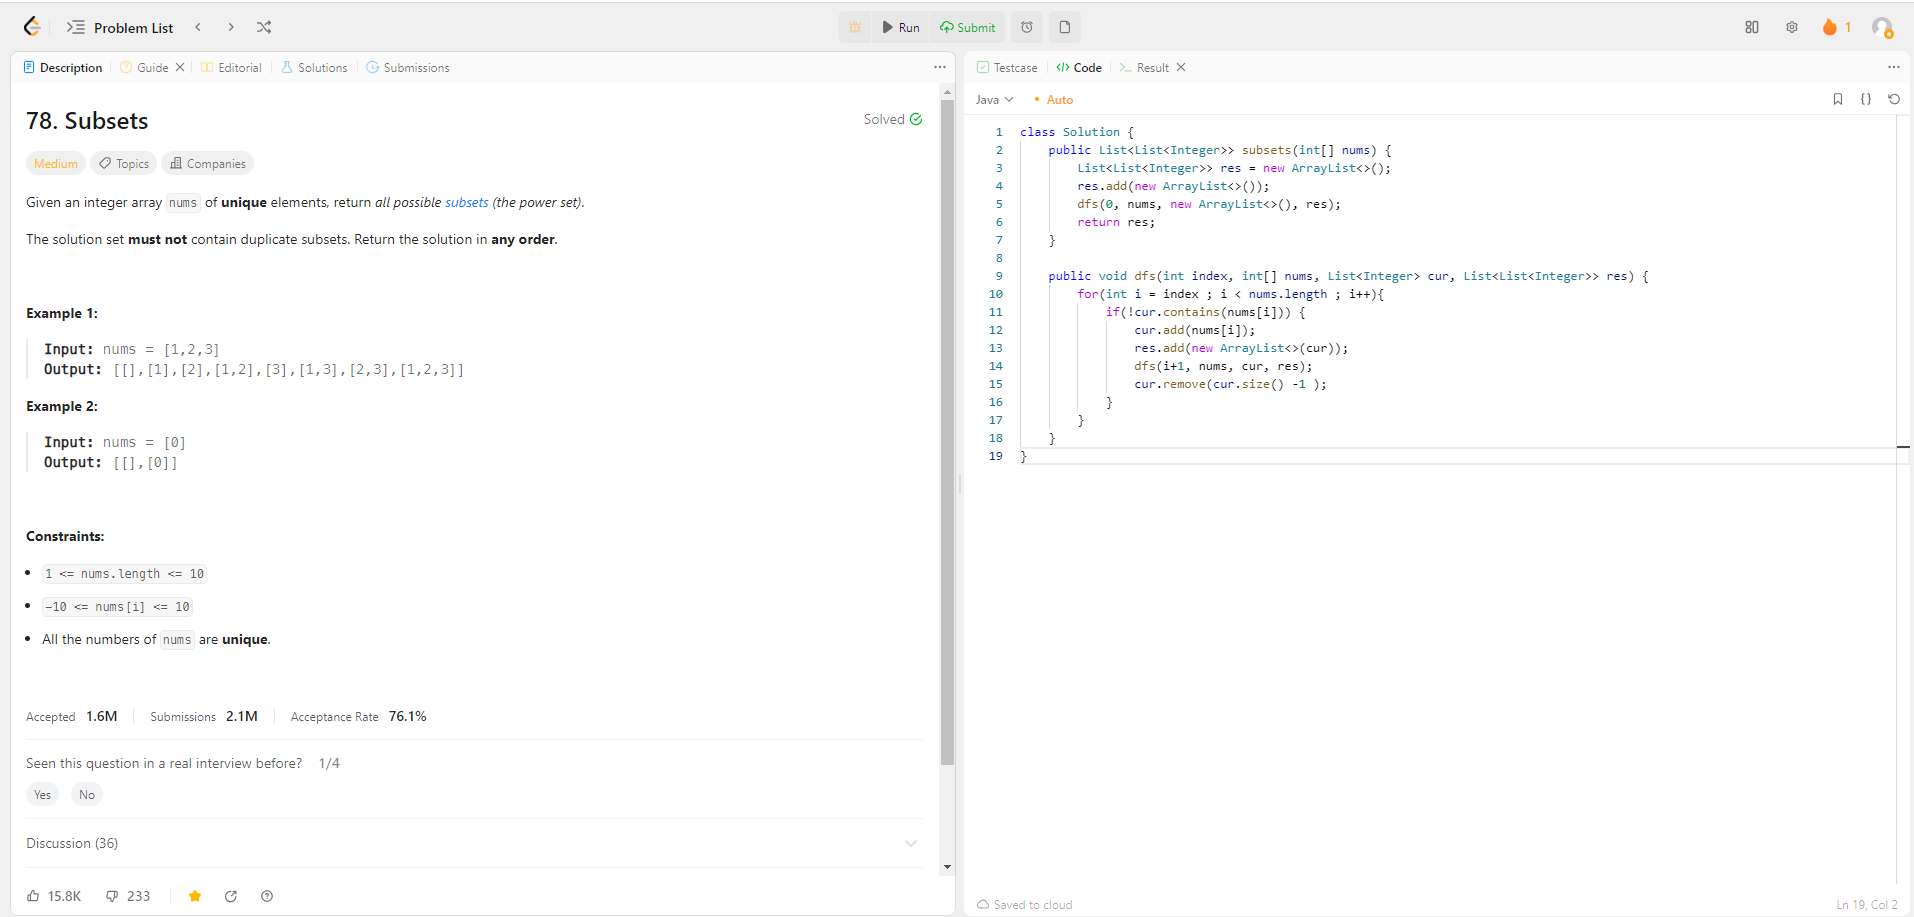 Problem List
Run
Submit
1
Description
Guide
Editorial
Solutions
Submissions
78. Subsets
Solved
Medium
Topics
Companies
Given an integer array nums of unique elements, return all possible subsets (the power set).
The solution set must not contain duplicate subsets. Return the solution in any order.
Example 1:
Input: nums = [1,2,3]
Output: [[],[1],[2],[1,2],[3],[1,3],[2,3],[1,2,3]]
Example 2:
Input: nums = [0]
Output: [[],[0]]
Constraints:
1 <= nums.length <= 10
-10 <= nums[i] <= 10
All the numbers of nums are unique.
Accepted 1.6M Submissions 2.1M Acceptance Rate 76.1%
Seen this question in a real interview before? 1/4
Yes No
Discussion (36)
15.8K 233
Testcase
Code
Result
Java
Auto
1 class Solution {
2     public List<List<Integer>> subsets(int[] nums) {
3         List<List<Integer>> res = new ArrayList<>();
4         res.add(new ArrayList<>());
5         dfs(0, nums, new ArrayList<>(), res);
6         return res;
7     }
8
9     public void dfs(int index, int[] nums, List<Integer> cur, List<List<Integer>> res) {
10         for(int i = index ; i < nums.length ; i++){
11             if(!cur.contains(nums[i])) {
12                 cur.add(nums[i]);
13                 res.add(new ArrayList<>(cur));
14                 dfs(i+1, nums, cur, res);
15                 cur.remove(cur.size() -1 );
16             }
17         }
18     }
19 }
Saved to cloud
Ln 19, Col 2